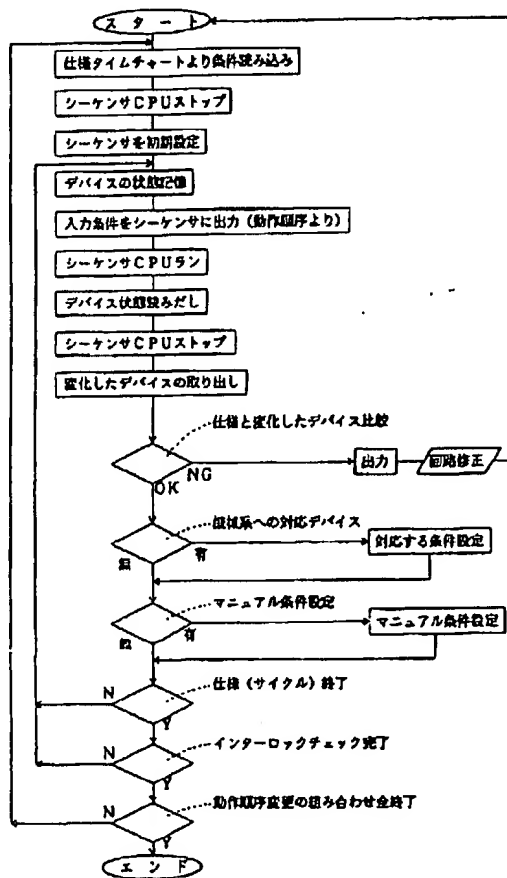 スタート
仕様タイムチャートより条件読み込み
シーケンサCPUストップ
シーケンサを初期設定
デバイスの状態記憶
入力条件をシーケンサに出力（動作順序より）
シーケンサCPUラン
デバイス状態読みだし
シーケンサCPUストップ
変化したデバイスの取り出し
仕様と変化したデバイス比較
NG 出力 回路修正
OK
機械系への対応デバイス
無 有 対応する条件設定
マニュアル条件設定
無 有 マニュアル条件設定
仕様（サイクル）終了
N
Y
インターロックチェック完了
N
Y
動作順序変更の組み合わせ全終了
N
Y
エンド